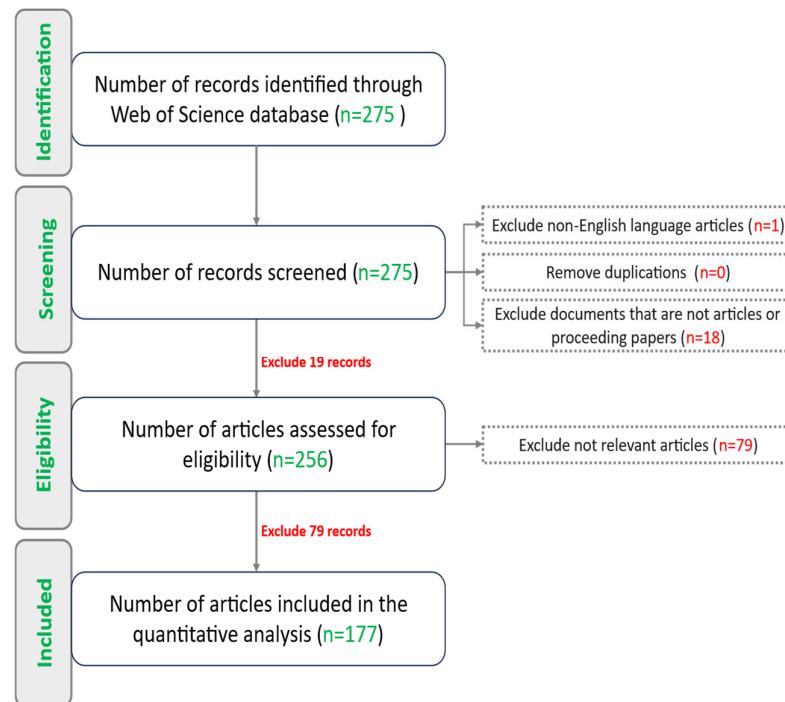 Identification
Number of records identified through
Web of Science database (n=275 )
Screening
Number of records screened (n=275)
Exclude non-English language articles (n=1)
Remove duplications (n=0)
Exclude documents that are not articles or
proceeding papers (n=18)
Exclude 19 records
Eligibility
Number of articles assessed for
eligibility (n=256)
Exclude not relevant articles (n=79)
Exclude 79 records
Included
Number of articles included in the
quantitative analysis (n=177)